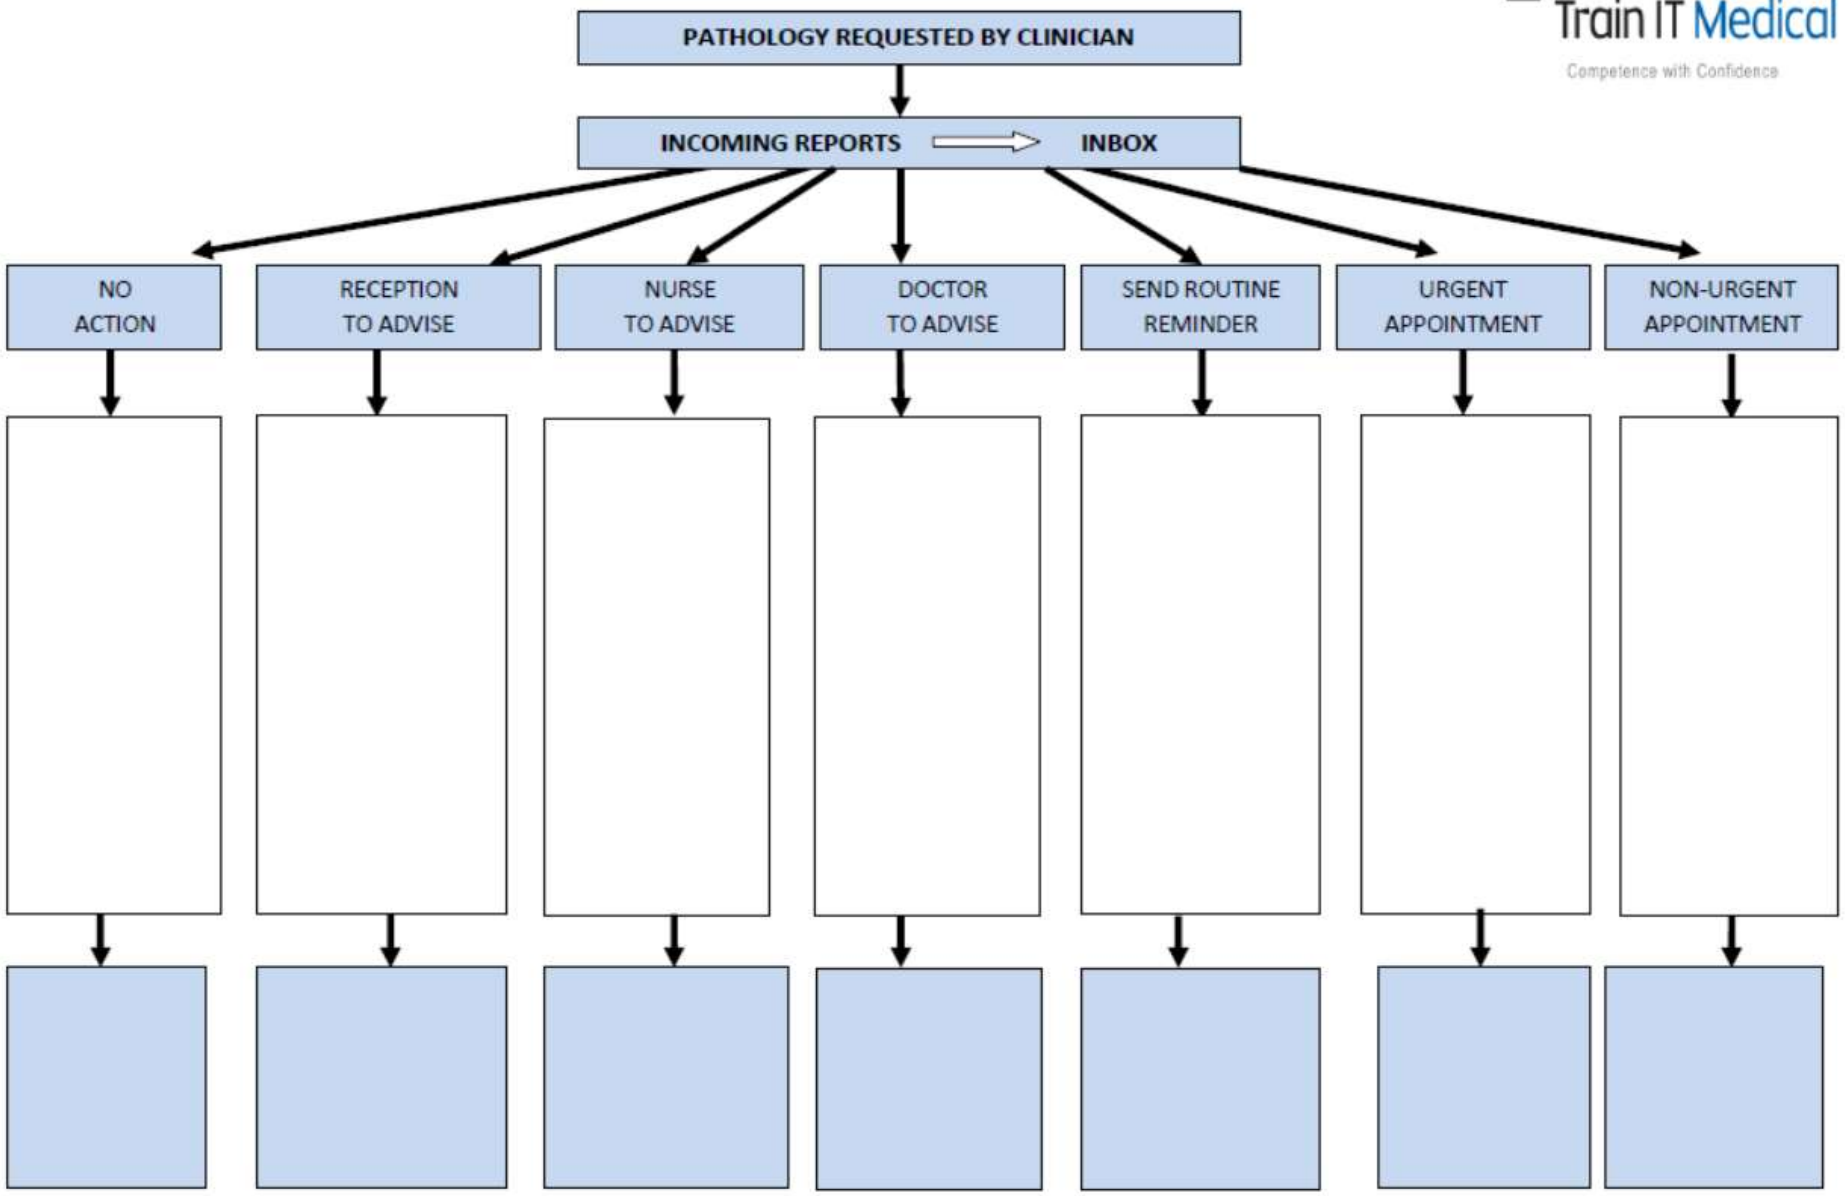 Train IT Medical
Competence with Confidence
PATHOLOGY REQUESTED BY CLINICIAN
INCOMING REPORTS INBOX
NO
ACTION
RECEPTION
TO ADVISE
NURSE
TO ADVISE
DOCTOR
TO ADVISE
SEND ROUTINE
REMINDER
URGENT
APPOINTMENT
NON-URGENT
APPOINTMENT